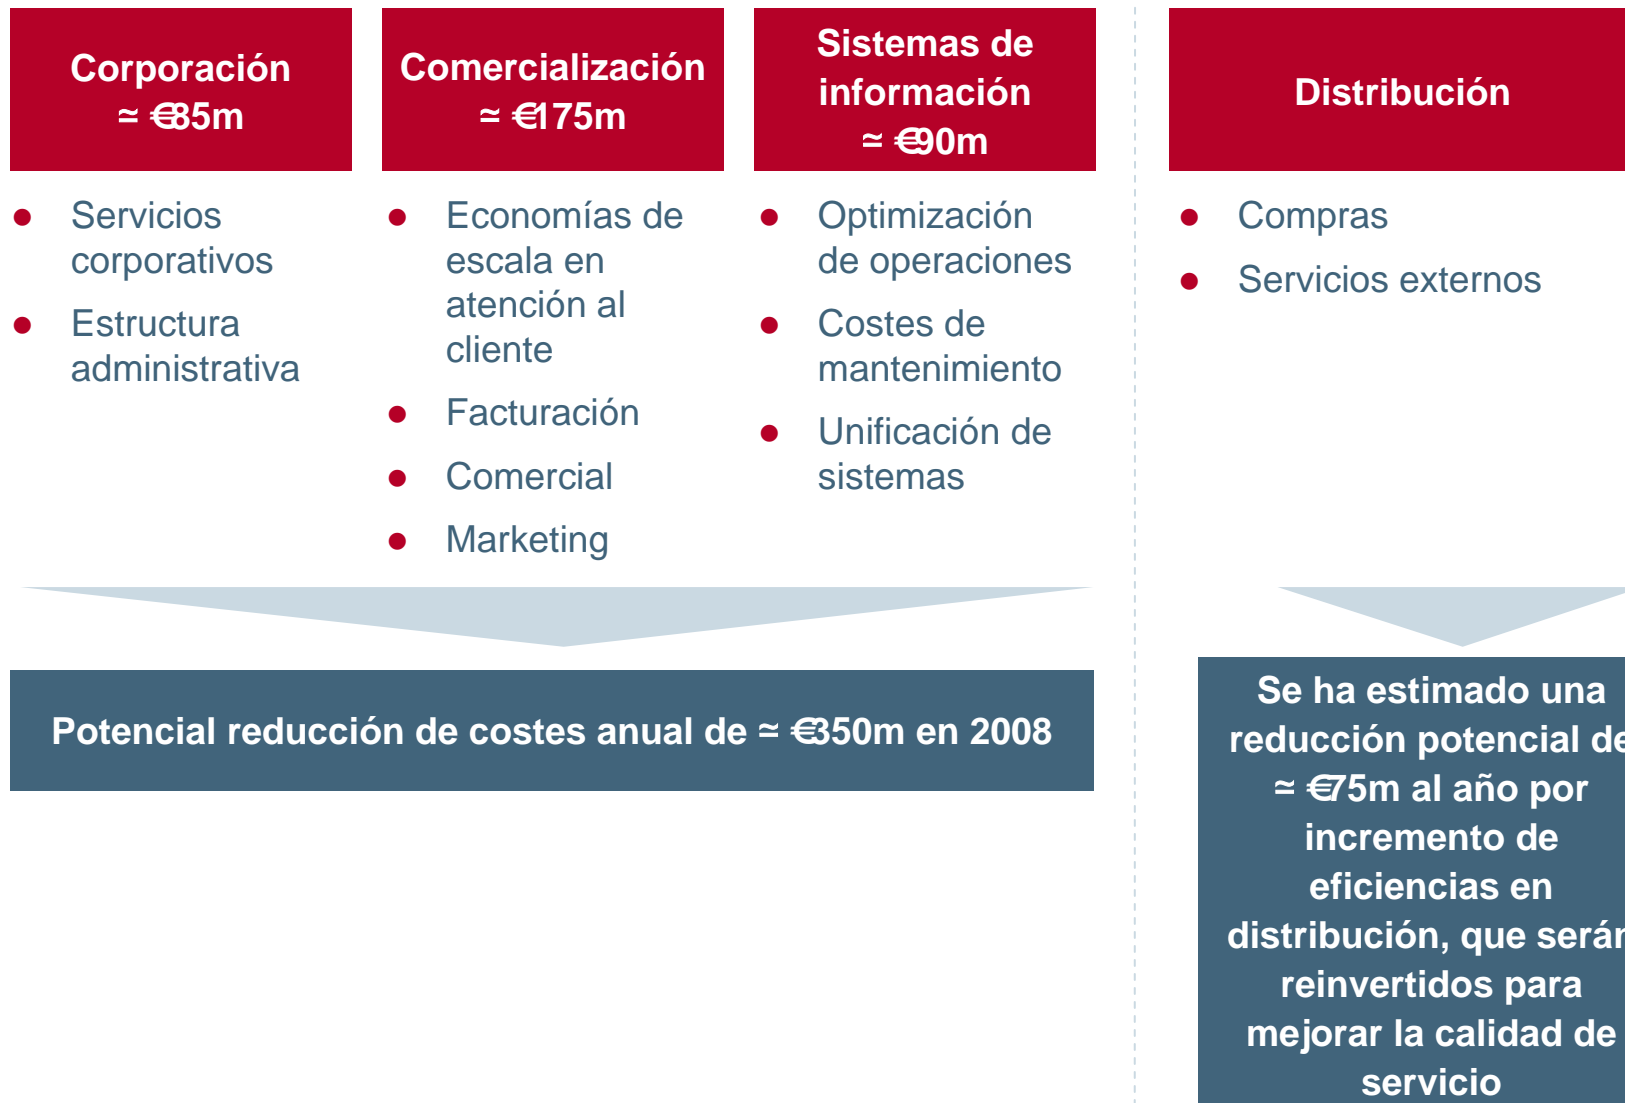 Corporación
≃ €85m
Servicios
corporativos
Estructura
administrativa
Comercialización
≃ €175m
Economías de
escala en
atención al
cliente
Facturación
Comercial
Marketing
Sistemas de
información
≃ €90m
Optimización
de operaciones
Costes de
mantenimiento
Unificación de
sistemas
Potencial reducción de costes anual de ≃ €350m en 2008
Distribución
Compras
Servicios externos
Se ha estimado una
reducción potencial de
≃ €75m al año por
incremento de
eficiencias en
distribución, que serán
reinvertidos para
mejorar la calidad de
servicio